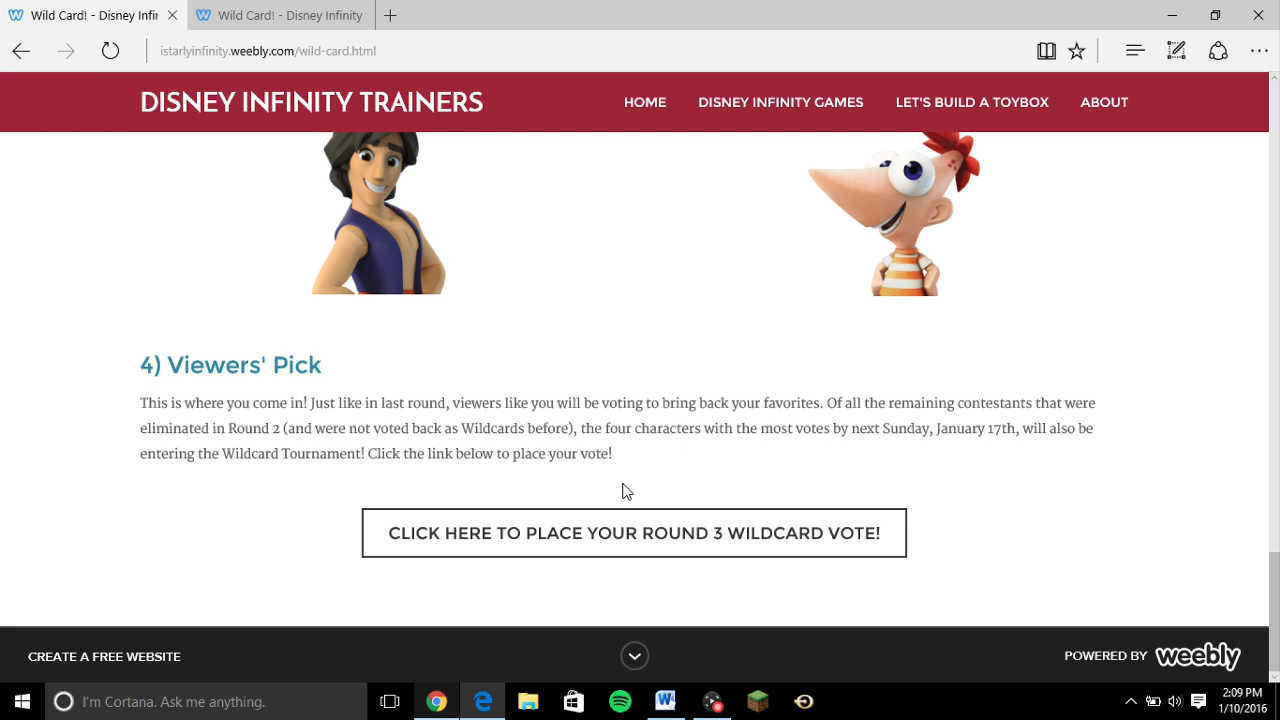 Wild Card! - Disney Infir
Wild Card! - Disney Infinity
istarlyinfinity.weebly.com/wild-card.html
DISNEY INFINITY TRAINERS
HOME
DISNEY INFINITY GAMES
LET'S BUILD A TOYBOX
ABOUT
4) Viewers' Pick
This is where you come in! Just like in last round, viewers like you will be voting to bring back your favorites. Of all the remaining contestants that were
eliminated in Round 2 (and were not voted back as Wildcards before), the four characters with the most votes by next Sunday, January 17th, will also be
entering the Wildcard Tournament! Click the link below to place your vote!
CLICK HERE TO PLACE YOUR ROUND 3 WILDCARD VOTE!
CREATE A FREE WEBSITE
POWERED BY weebly
I'm Cortana. Ask me anything.
2:09 PM
1/10/2016